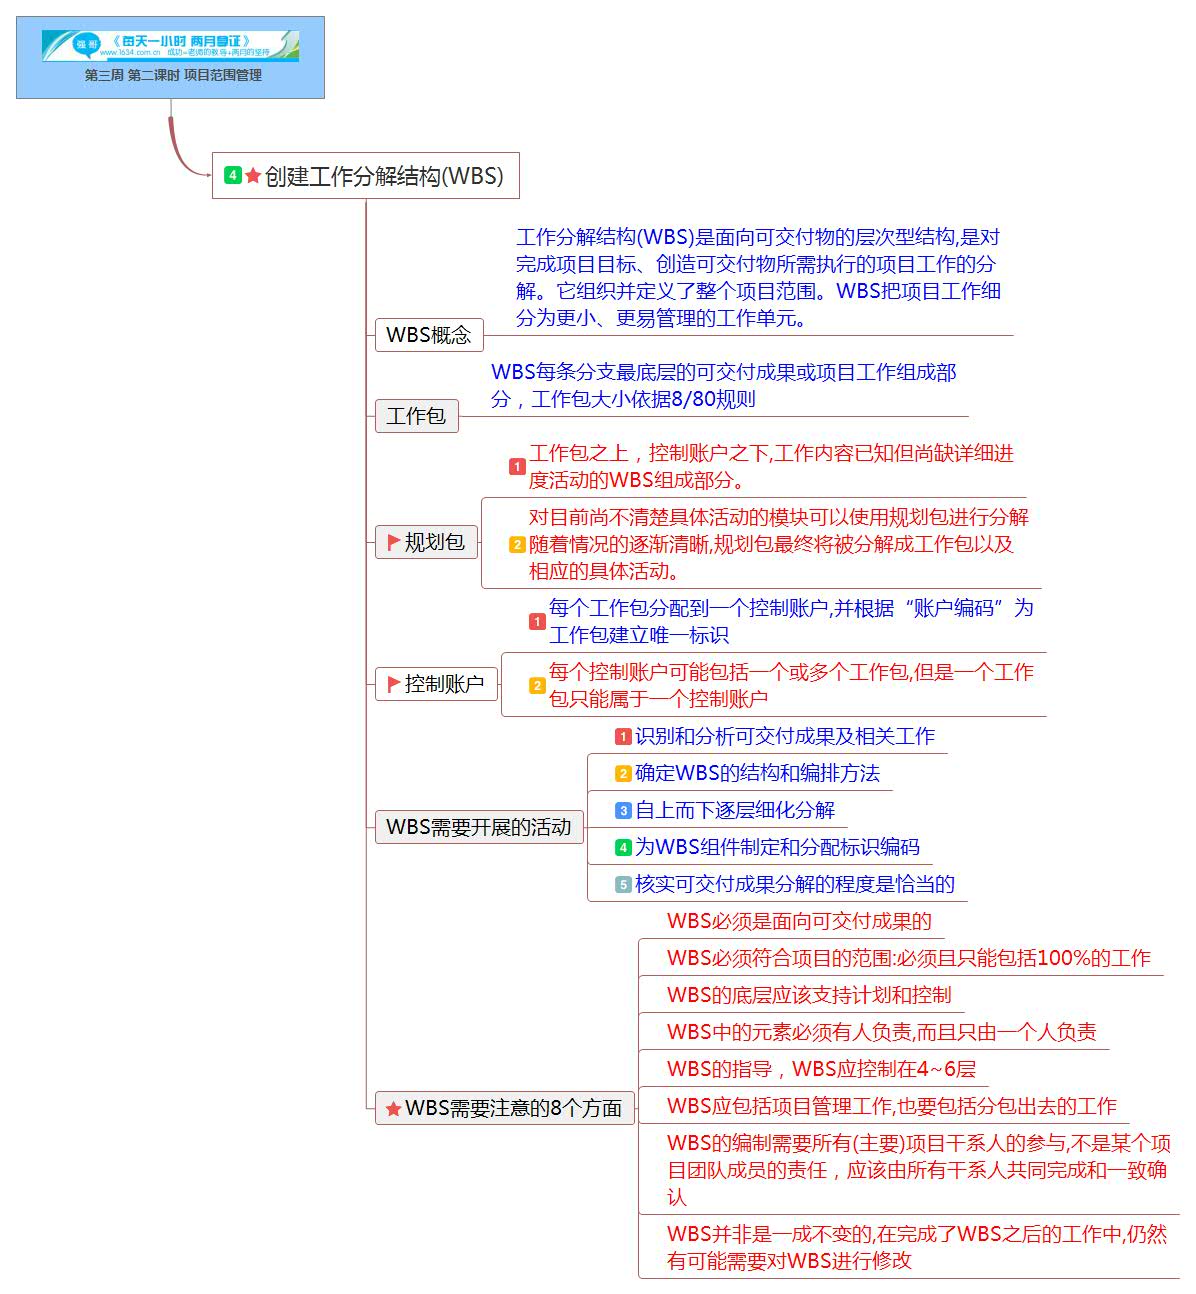 强哥
《每天一小时 两月拿证》
www.1634.com.cn 成功=老师的教导+两月的坚持
第三周 第二课时 项目范围管理
4 创建工作分解结构(WBS)
工作分解结构(WBS)是面向可交付物的层次型结构,是对
完成项目目标、创造可交付物所需执行的项目工作的分
解。它组织并定义了整个项目范围。WBS把项目工作细
分为更小、更易管理的工作单元。
WBS概念
WBS每条分支最底层的可交付成果或项目工作组成部
分，工作包大小依据8/80规则
工作包
1 工作包之上，控制账户之下,工作内容已知但尚缺详细进
度活动的WBS组成部分。
规划包
2 对目前尚不清楚具体活动的模块可以使用规划包进行分解
随着情况的逐渐清晰,规划包最终将被分解成工作包以及
相应的具体活动。
1 每个工作包分配到一个控制账户,并根据“账户编码”为
工作包建立唯一标识
控制账户
2 每个控制账户可能包括一个或多个工作包,但是一个工作
包只能属于一个控制账户
WBS需要开展的活动
1 识别和分析可交付成果及相关工作
2 确定WBS的结构和编排方法
3 自上而下逐层细化分解
4 为WBS组件制定和分配标识编码
5 核实可交付成果分解的程度是恰当的
WBS需要注意的8个方面
WBS必须是面向可交付成果的
WBS必须符合项目的范围:必须且只能包括100%的工作
WBS的底层应该支持计划和控制
WBS中的元素必须有人负责,而且只由一个人负责
WBS的指导，WBS应控制在4~6层
WBS应包括项目管理工作,也要包括分包出去的工作
WBS的编制需要所有(主要)项目干系人的参与,不是某个项
目团队成员的责任，应该由所有干系人共同完成和一致确
认
WBS并非是一成不变的,在完成了WBS之后的工作中,仍然
有可能需要对WBS进行修改